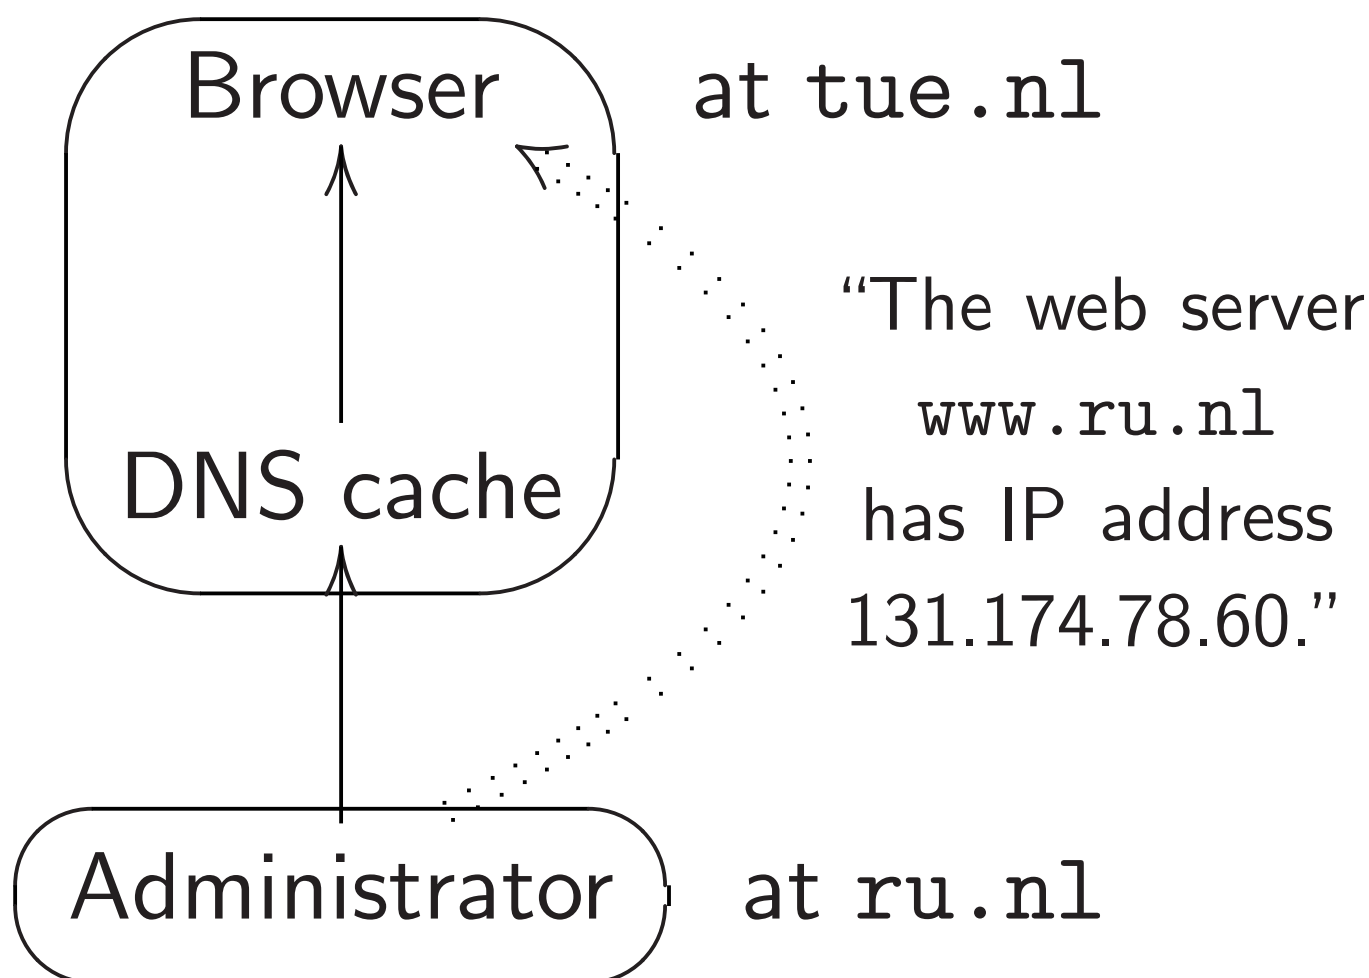 Browser at tue.nl
“The web server
www.ru.nl
has IP address
DNS cache
131.174.78.60.”
Administrator at ru.nl